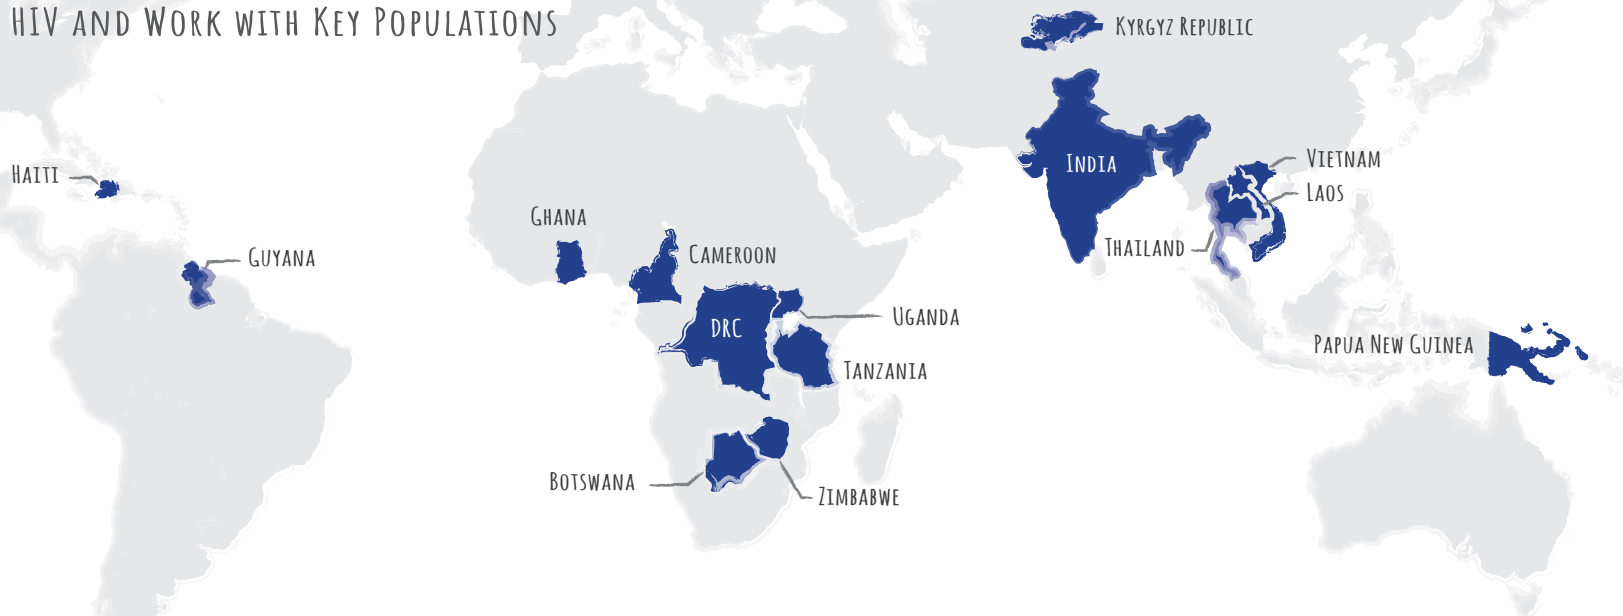 HIV and Work with Key Populations
Kyrgyz Republic
India
Vietnam
Laos
Thailand
Haiti
Guyana
Ghana
Cameroon
DRC
Uganda
Tanzania
Papua New Guinea
Botswana
Zimbabwe